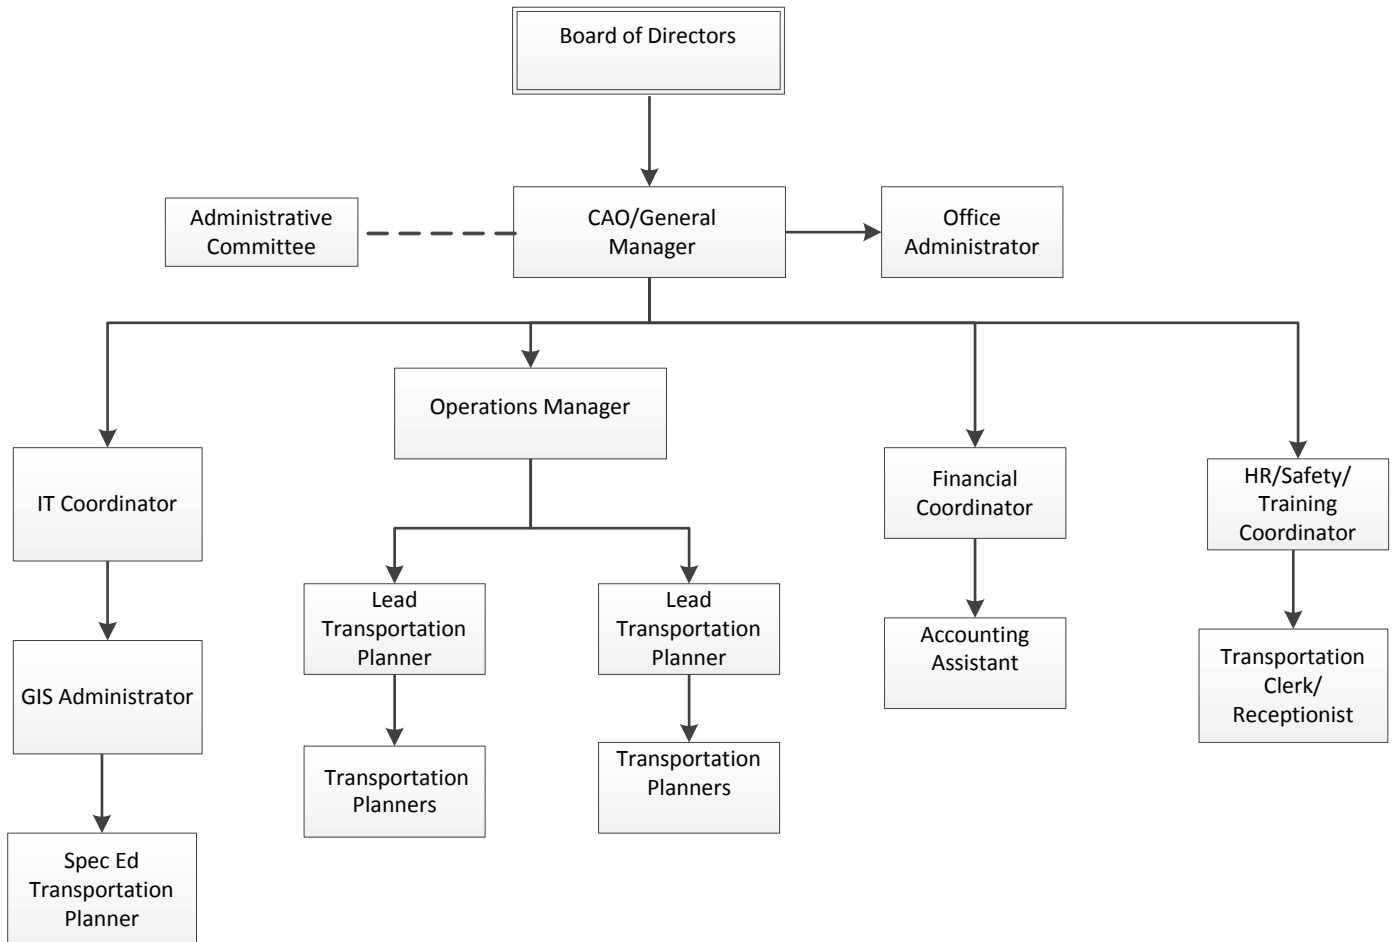 Board of Directors
Administrative
Committee
CAO/General
Manager
Office
Administrator
Operations Manager
IT Coordinator
Financial
Coordinator
HR/Safety/
Training
Coordinator
Lead
Transportation
Planner
Lead
Transportation
Planner
Accounting
Assistant
Transportation
Clerk/
Receptionist
GIS Administrator
Transportation
Planners
Transportation
Planners
Spec Ed
Transportation
Planner